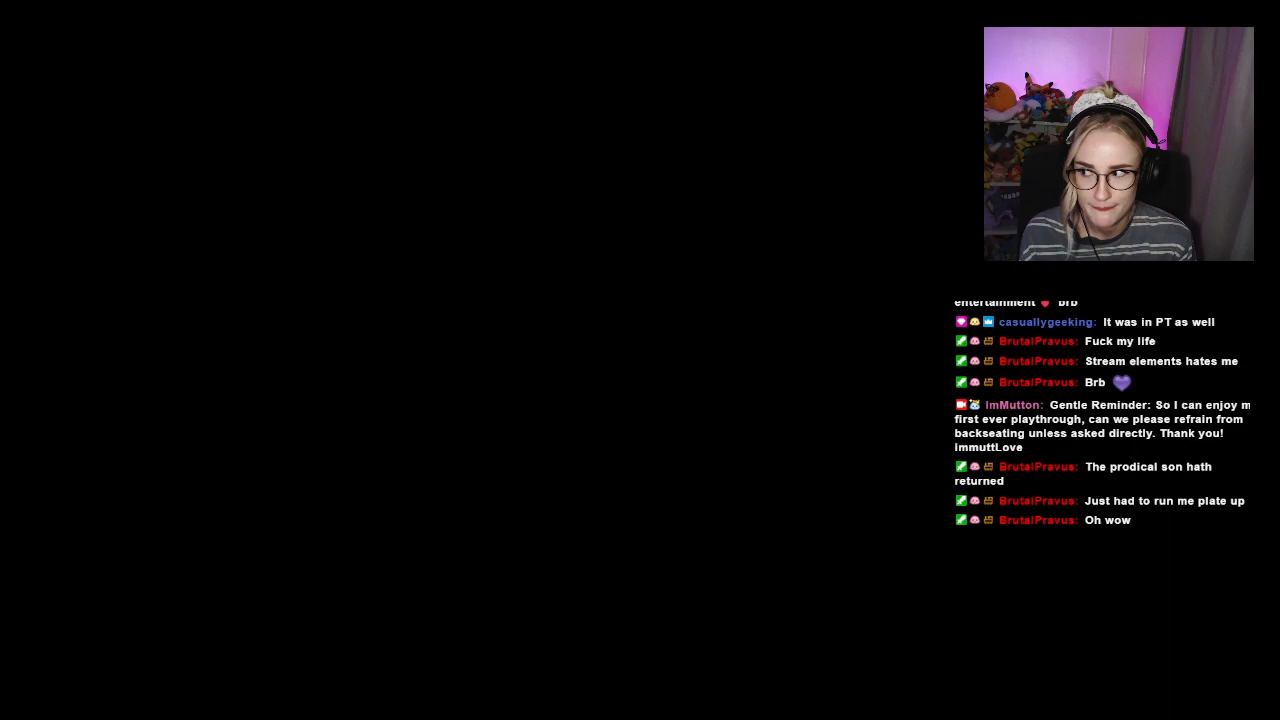 entertainment brb
casuallygeeking: It was in PT as well
BrutalPravus: Fuck my life
BrutalPravus: Stream elements hates me
BrutalPravus: Brb
ImMutton: Gentle Reminder: So I can enjoy m
first ever playthrough, can we please refrain from
backseating unless asked directly. Thank you!
immuttLove
BrutalPravus: The prodical son hath
returned
BrutalPravus: Just had to run me plate up
BrutalPravus: Oh wow